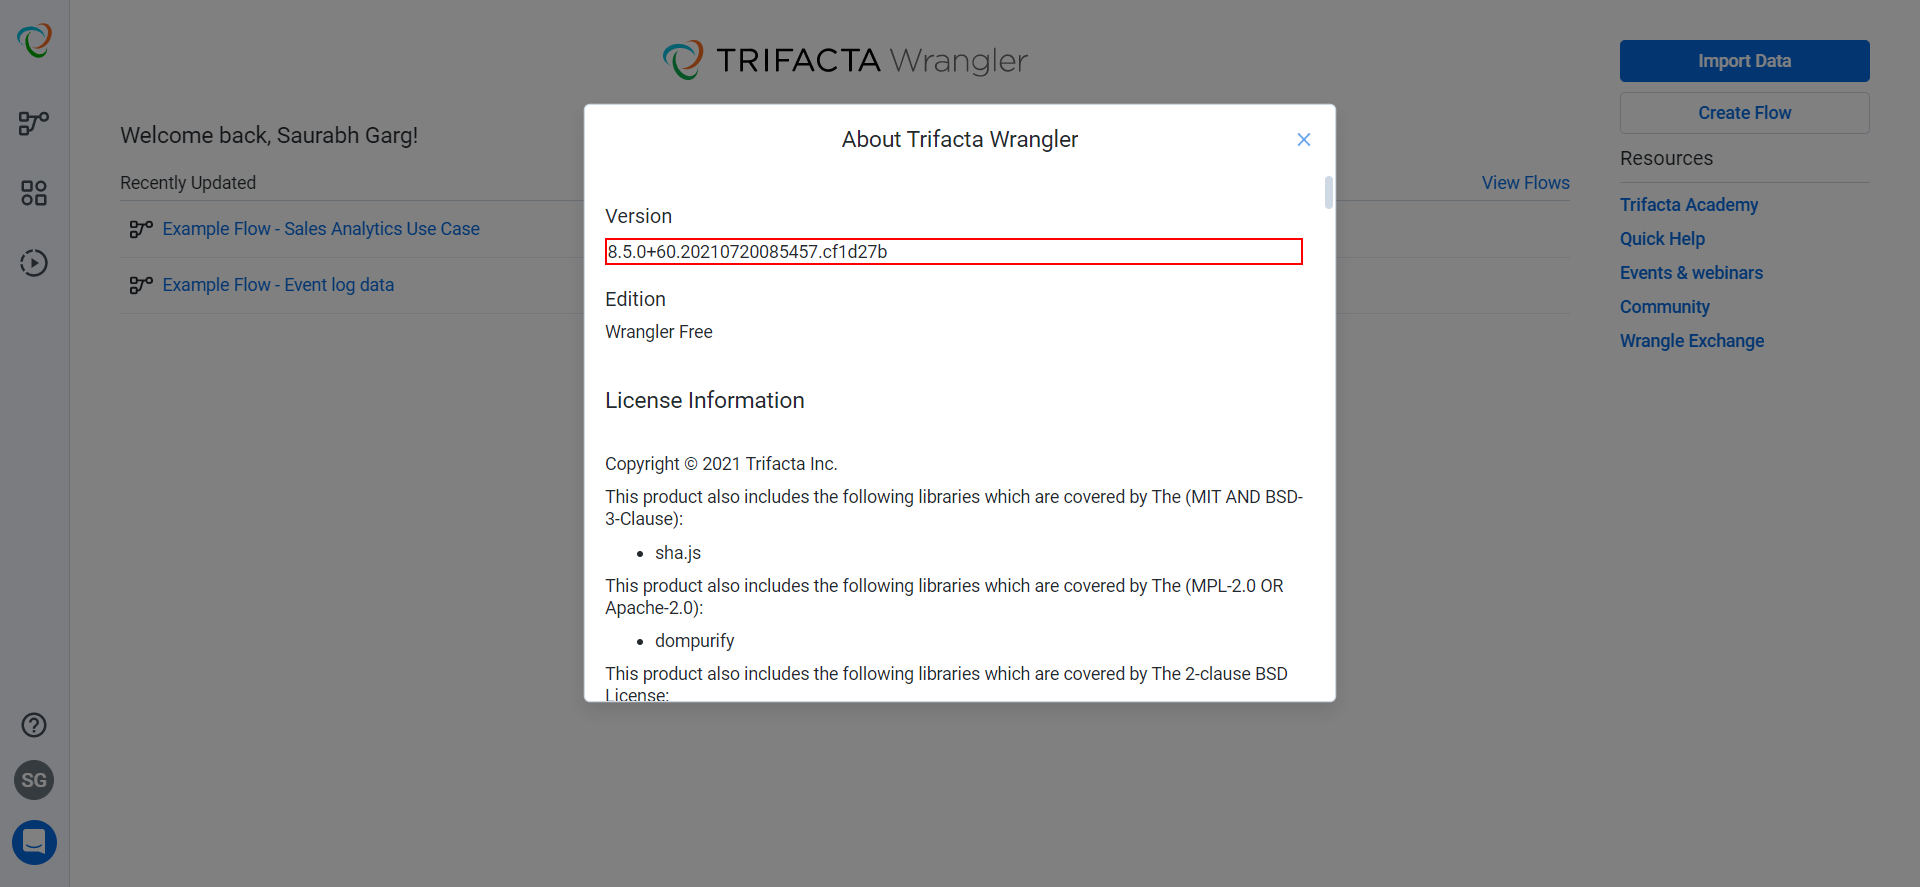 TRIFACTA Wrangler
Welcome back, Saurabh Garg!
Recently Updated
View Flows
Example Flow - Sales Analytics Use Case
Example Flow - Event log data
Import Data
Create Flow
Resources
Trifacta Academy
Quick Help
Events & webinars
Community
Wrangle Exchange
SG
About Trifacta Wrangler
Version
8.5.0+60.20210720085457.cf1d27b
Edition
Wrangler Free
License Information
Copyright © 2021 Trifacta Inc.
This product also includes the following libraries which are covered by The (MIT AND BSD-
3-Clause):
• sha.js
This product also includes the following libraries which are covered by The (MPL-2.0 OR
Apache-2.0):
• dompurify
This product also includes the following libraries which are covered by The 2-clause BSD
License: